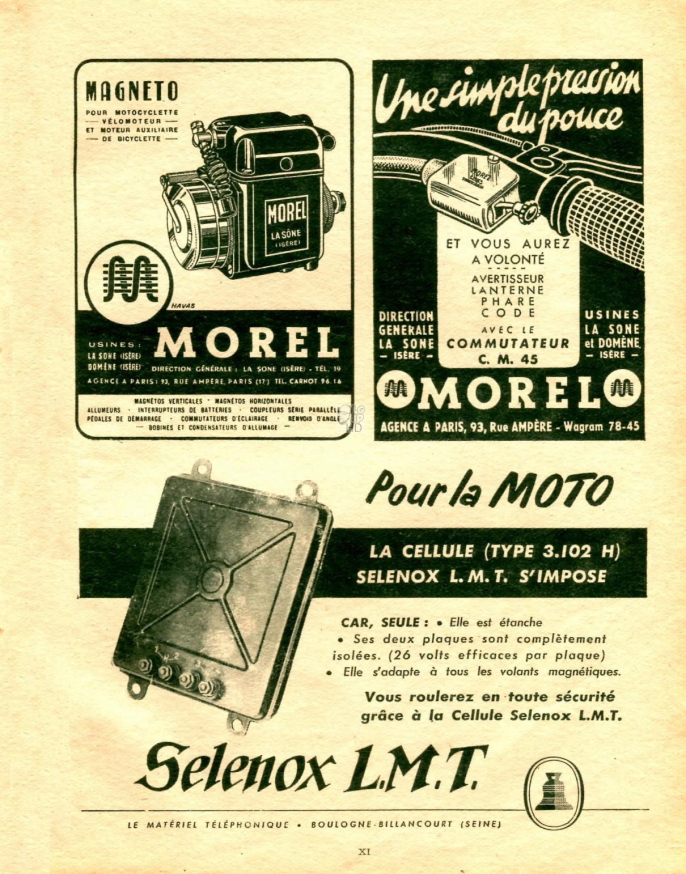 MAGNETO
POUR MOTOCYCLETTE
VÉLOMOTEUR
ET MOTEUR AUXILIAIRE
DE BICYCLETTE
MOREL
LA SÔNE
(ISÈRE)
HAVAS
USINES :
LA SONE (ISÈRE)
DOMÈNE (ISÈRE)
MOREL
DIRECTION GÉNÉRALE : LA SONE (ISÈRE) - TÉL. 19
AGENCE A PARIS : 93, RUE AMPÈRE, PARIS (17) TEL. CARNOT 96.16
MAGNÉTOS VERTICALES · MAGNÉTOS HORIZONTALES
ALLUMEURS · INTERRUPTEURS DE BATTERIES · COUPLEURS SÉRIE PARALLÈLE
PÉDALES DE DÉMARRAGE · COMMUTATEURS D'ÉCLAIRAGE · RENVOIS D'ANGLE
— BOBINES ET CONDENSATEURS D'ALLUMAGE —
Une simple pression
du pouce
MOREL
ET VOUS AUREZ
A VOLONTÉ
AVERTISSEUR
LANTERNE
PHARE
CODE
AVEC LE
COMMUTATEUR
C. M. 45
DIRECTION
GENERALE
LA SONE
- ISÈRE -
USINES
LA SONE
et DOMÈNE,
- ISÈRE -
MOREL
AGENCE A PARIS, 93, Rue AMPÈRE - Wagram 78-45
Pour la MOTO
LA CELLULE (TYPE 3.102 H)
SELENOX L.M.T. S'IMPOSE
CAR, SEULE : • Elle est étanche
• Ses deux plaques sont complètement
isolées. (26 volts efficaces par plaque)
• Elle s'adapte à tous les volants magnétiques.
Vous roulerez en toute sécurité
grâce à la Cellule Selenox L.M.T.
Selenox L.M.T.
LE MATÉRIEL TÉLÉPHONIQUE • BOULOGNE-BILLANCOURT (SEINE)
XI